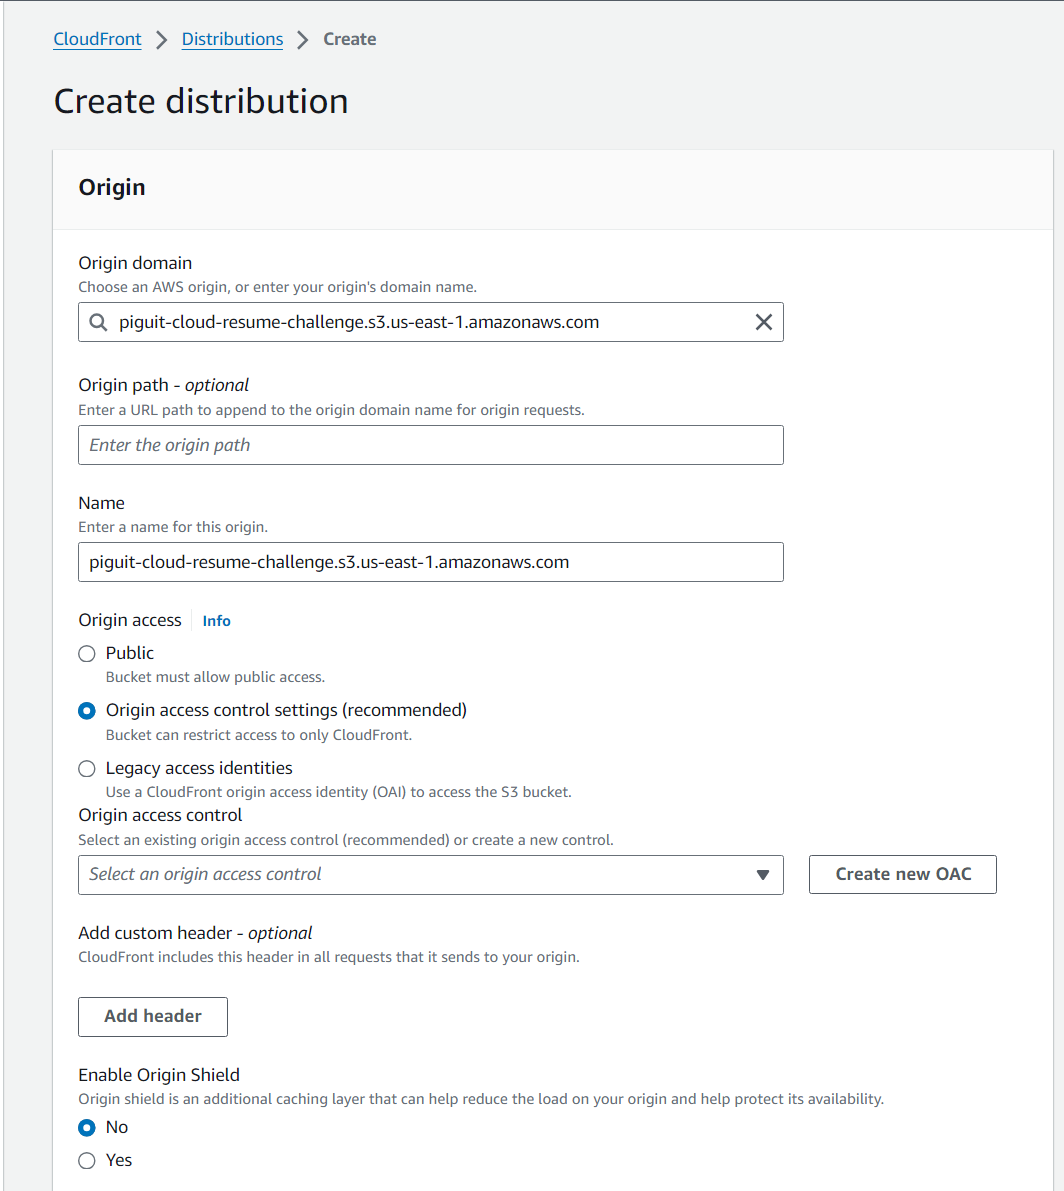 CloudFront > Distributions > Create
Create distribution
Origin
Origin domain
Choose an AWS origin, or enter your origin's domain name.
piguit-cloud-resume-challenge.s3.us-east-1.amazonaws.com
Origin path - optional
Enter a URL path to append to the origin domain name for origin requests.
Enter the origin path
Name
Enter a name for this origin.
piguit-cloud-resume-challenge.s3.us-east-1.amazonaws.com
Origin access Info
Public
Bucket must allow public access.
Origin access control settings (recommended)
Bucket can restrict access to only CloudFront.
Legacy access identities
Use a CloudFront origin access identity (OAI) to access the S3 bucket.
Origin access control
Select an existing origin access control (recommended) or create a new control.
Select an origin access control
Create new OAC
Add custom header - optional
CloudFront includes this header in all requests that it sends to your origin.
Add header
Enable Origin Shield
Origin shield is an additional caching layer that can help reduce the load on your origin and help protect its availability.
No
Yes